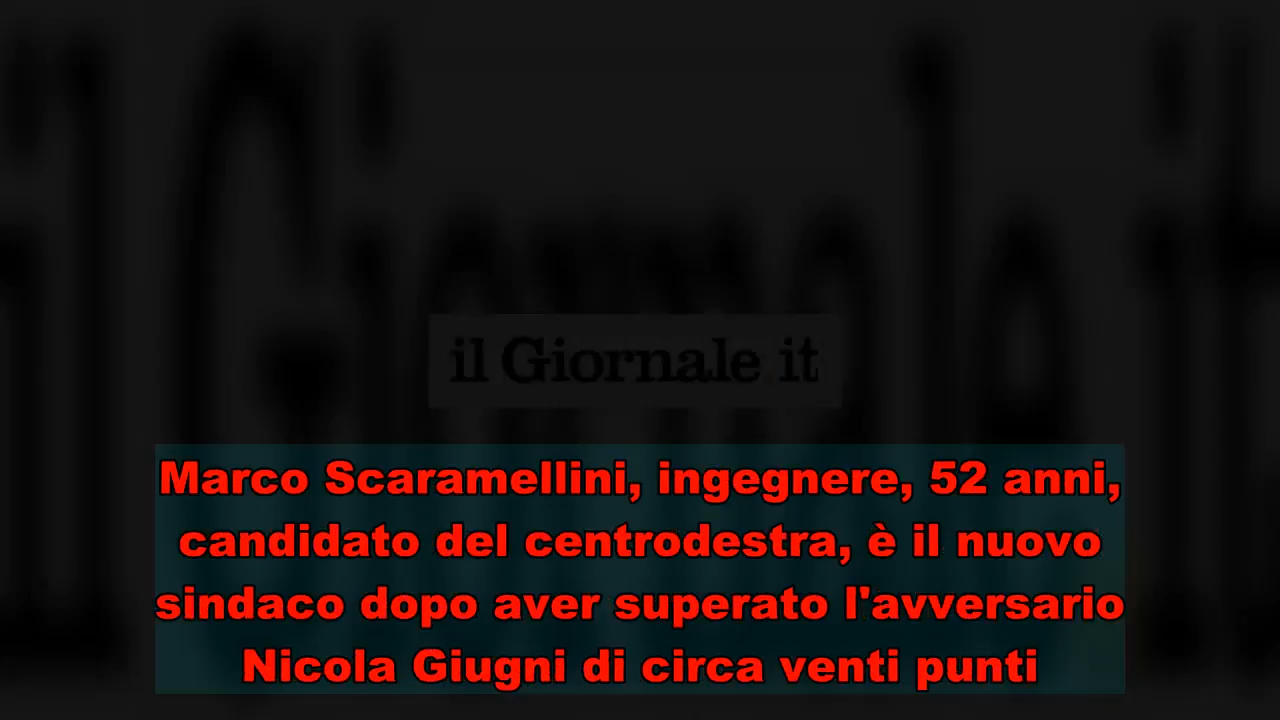 il Giornale.it
Marco Scaramellini, ingegnere, 52 anni,
candidato del centrodestra, è il nuovo
sindaco dopo aver superato l'avversario
Nicola Giugni di circa venti punti